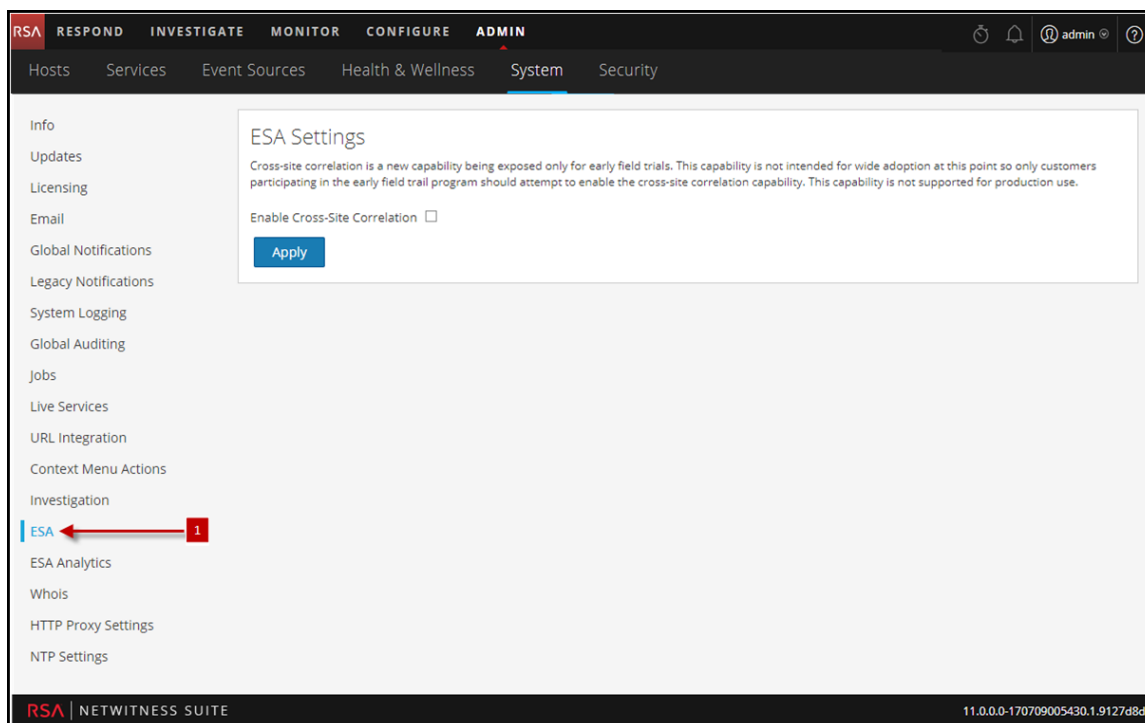 RSA RESPOND INVESTIGATE MONITOR CONFIGURE ADMIN admin ?
Hosts Services Event Sources Health & Wellness System Security
Info
Updates
Licensing
Email
Global Notifications
Legacy Notifications
System Logging
Global Auditing
Jobs
Live Services
URL Integration
Context Menu Actions
Investigation
ESA
1
ESA Analytics
Whois
HTTP Proxy Settings
NTP Settings
ESA Settings
Cross-site correlation is a new capability being exposed only for early field trials. This capability is not intended for wide adoption at this point so only customers
participating in the early field trail program should attempt to enable the cross-site correlation capability. This capability is not supported for production use.
Enable Cross-Site Correlation
Apply
RSA NETWITNESS SUITE 11.0.0.0-170709005430.1.9127d8d